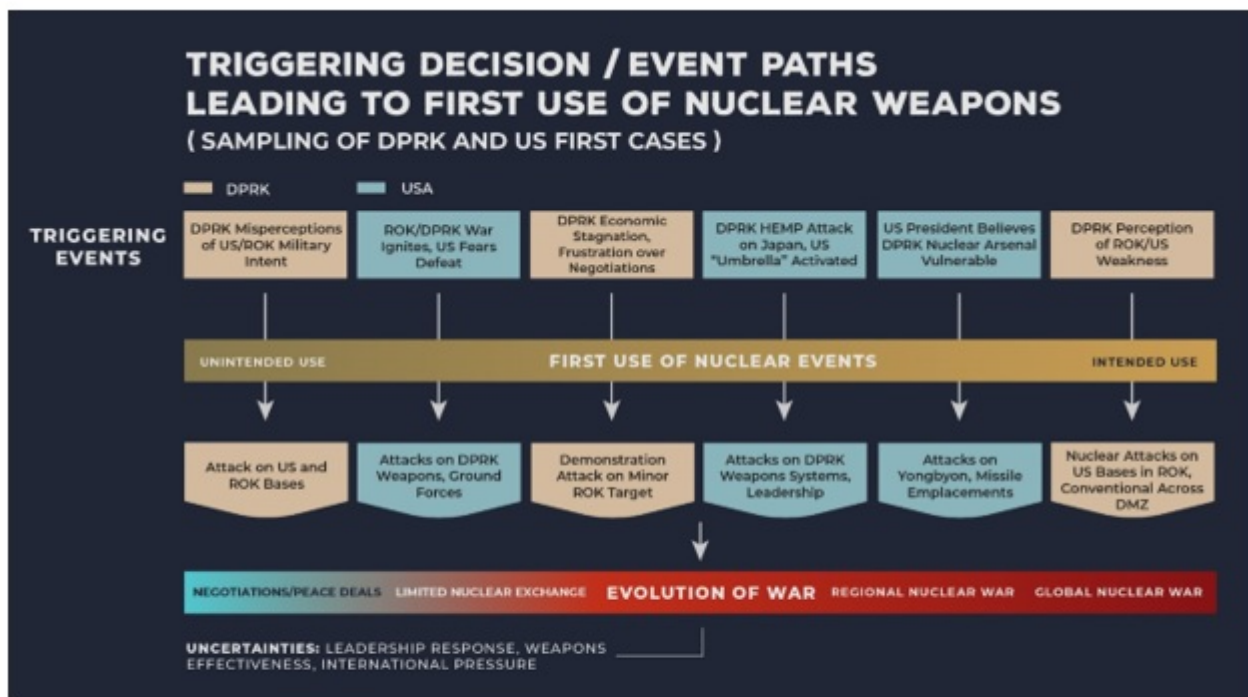 TRIGGERING DECISION / EVENT PATHS
LEADING TO FIRST USE OF NUCLEAR WEAPONS
( SAMPLING OF DPRK AND US FIRST CASES )
DPRK
USA
TRIGGERING
EVENTS
DPRK Misperceptions
of US/ROK Military
Intent
ROK/DPRK War
Ignites, US Fears
Defeat
DPRK Economic
Stagnation,
Frustration over
Negotiations
DPRK HEMP Attack
on Japan, US
"Umbrella" Activated
US President Believes
DPRK Nuclear Arsenal
Vulnerable
DPRK Perception
of ROK/US
Weakness
UNINTENDED USE
FIRST USE OF NUCLEAR EVENTS
INTENDED USE
Attack on US and
ROK Bases
Attacks on DPRK
Weapons, Ground
Forces
Demonstration
Attack on Minor
ROK Target
Attacks on DPRK
Weapons Systems,
Leadership
Attacks on
Yongbyon, Missile
Emplacements
Nuclear Attacks on
US Bases in ROK,
Conventional Across
DMZ
NEGOTIATIONS/PEACE DEALS
LIMITED NUCLEAR EXCHANGE
EVOLUTION OF WAR
REGIONAL NUCLEAR WAR
GLOBAL NUCLEAR WAR
UNCERTAINTIES: LEADERSHIP RESPONSE, WEAPONS
EFFECTIVENESS, INTERNATIONAL PRESSURE